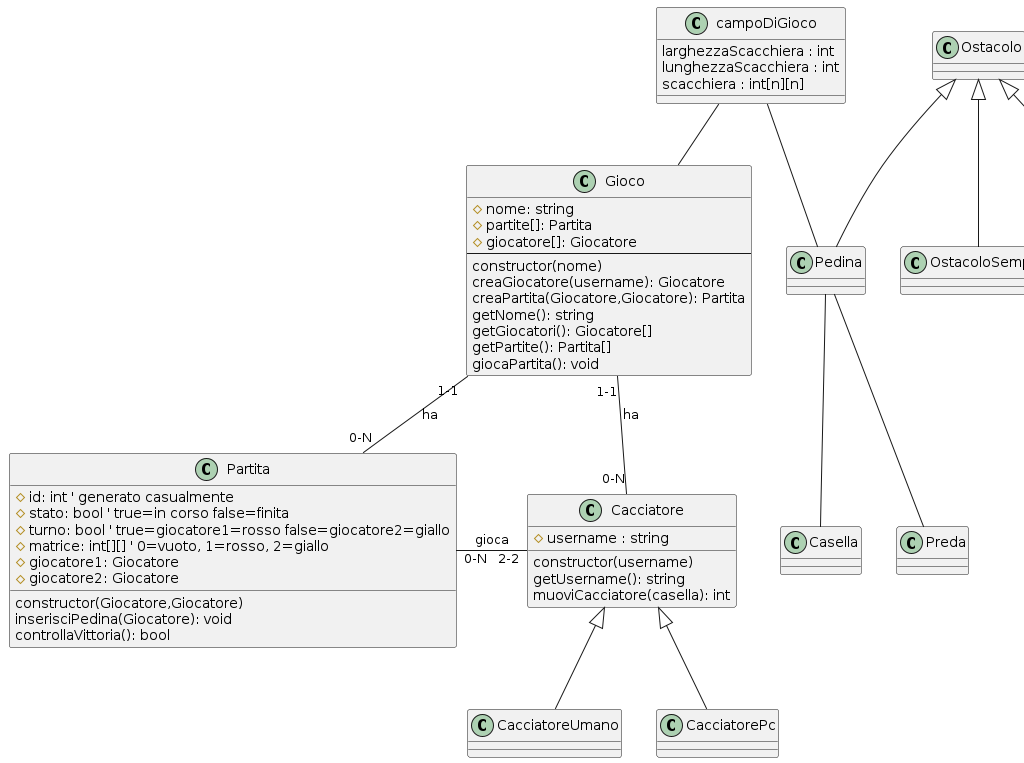 campoDiGioco
larghezzaScacchiera : int
lunghezzaScacchiera : int
scacchiera : int[n][n]
Ostacolo
Gioco
nome: string
partite[]: Partita
giocatore[]: Giocatore
constructor(nome)
creaGiocatore(username): Giocatore
creaPartita(Giocatore,Giocatore): Partita
getNome(): string
getGiocatori(): Giocatore[]
getPartite(): Partita[]
giocaPartita(): void
Pedina
OstacoloSemp
1-1
ha
0-N
1-1
ha
0-N
Partita
id: int ' generato casualmente
stato: bool ' true=in corso false=finita
turno: bool ' true=giocatore1=rosso false=giocatore2=giallo
matrice: int[][] ' 0=vuoto, 1=rosso, 2=giallo
giocatore1: Giocatore
giocatore2: Giocatore
constructor(Giocatore,Giocatore)
inserisciPedina(Giocatore): void
controllaVittoria(): bool
gioca
0-N 2-2
Cacciatore
username : string
constructor(username)
getUsername(): string
muoviCacciatore(casella): int
Casella
Preda
CacciatoreUmano
CacciatorePc